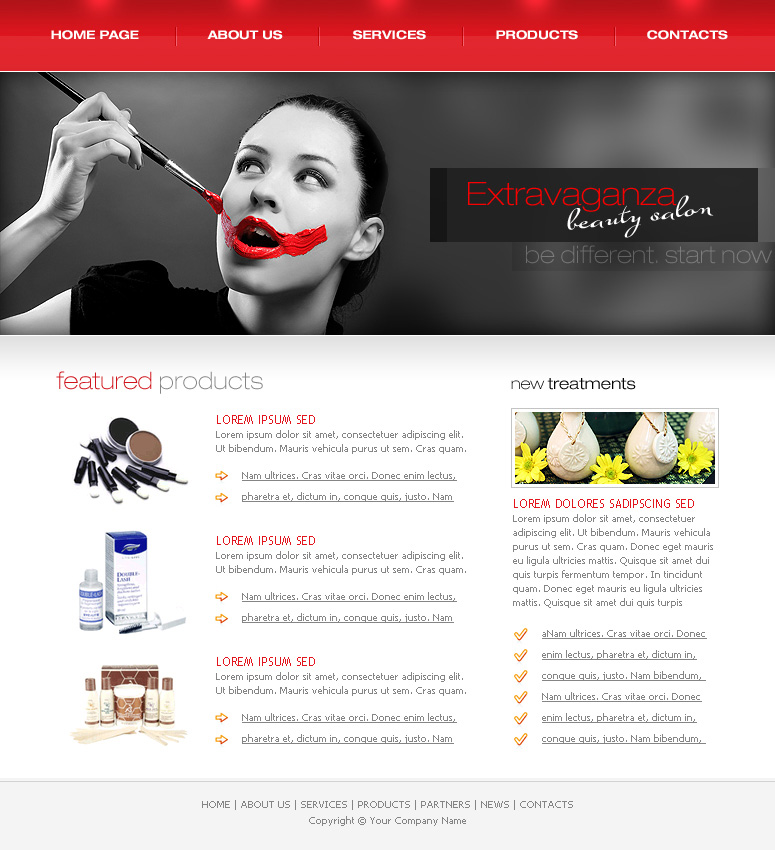 HOME PAGE ABOUT US SERVICES PRODUCTS CONTACTS
Extravaganza
beauty salon
be different. start now
featured products
LOREM IPSUM SED
Lorem ipsum dolor sit amet, consectetuer adipiscing elit.
Ut bibendum. Mauris vehicula purus ut sem. Cras quam.
Nam ultrices. Cras vitae orci. Donec enim lectus,
pharetra et, dictum in, conque quis, justo. Nam
DOUBLE-LASH
LOREM IPSUM SED
Lorem ipsum dolor sit amet, consectetuer adipiscing elit.
Ut bibendum. Mauris vehicula purus ut sem. Cras quam.
Nam ultrices. Cras vitae orci. Donec enim lectus,
pharetra et, dictum in, conque quis, justo. Nam
LOREM IPSUM SED
Lorem ipsum dolor sit amet, consectetuer adipiscing elit.
Ut bibendum. Mauris vehicula purus ut sem. Cras quam.
Nam ultrices. Cras vitae orci. Donec enim lectus,
pharetra et, dictum in, conque quis, justo. Nam
new treatments
LOREM DOLORES SADIPSCING SED
Lorem ipsum dolor sit amet, consectetuer
adipiscing elit. Ut bibendum. Mauris vehicula
purus ut sem. Cras quam. Donec eget mauris
eu ligula ultricies mattis. Quisque sit amet dui
quis turpis fermentum tempor. In tincidunt
quam. Donec eget mauris eu ligula ultricies
mattis. Quisque sit amet dui quis turpis
aNam ultrices. Cras vitae orci. Donec
enim lectus, pharetra et, dictum in,
conque quis, justo. Nam bibendum,
Nam ultrices. Cras vitae orci. Donec
enim lectus, pharetra et, dictum in,
conque quis, justo. Nam bibendum,
HOME | ABOUT US | SERVICES | PRODUCTS | PARTNERS | NEWS | CONTACTS
Copyright © Your Company Name